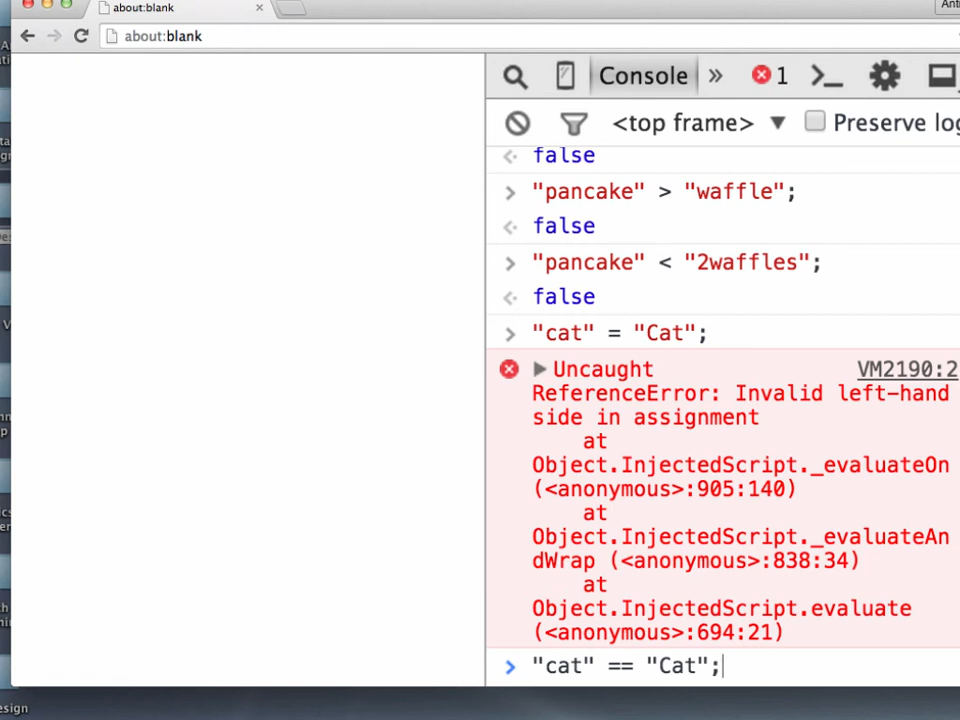 about:blank
Ant
about:blank
Console » 1
<top frame> ▼ Preserve log
false
"pancake" > "waffle";
false
"pancake" < "2waffles";
false
"cat" = "Cat";
Uncaught VM2190:2
ReferenceError: Invalid left-hand
side in assignment
at
Object.InjectedScript._evaluateOn
(<anonymous>:905:140)
at
Object.InjectedScript._evaluateAn
dWrap (<anonymous>:838:34)
at
Object.InjectedScript.evaluate
(<anonymous>:694:21)
> "cat" == "Cat";
esign